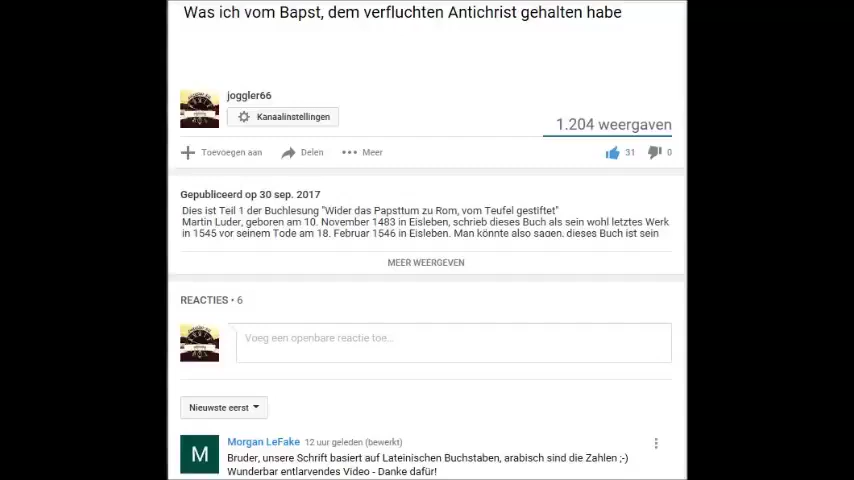 Was ich vom Bapst, dem verfluchten Antichrist gehalten habe
joggler66
Kanaalinstellingen
1.204 weergaven
Toevoegen aan Delen Meer 31 0
Gepubliceerd op 30 sep. 2017
Dies ist Teil 1 der Buchlesung "Wider das Papsttum zu Rom, vom Teufel gestiftet"
Martin Luder, geboren am 10. November 1483 in Eisleben, schrieb dieses Buch als sein wohl letztes Werk
in 1545 vor seinem Tode am 18. Februar 1546 in Eisleben. Man könnte also sagen, dieses Buch ist sein
MEER WEERGEVEN
REACTIES • 6
Voeg een openbare reactie toe...
Nieuwste eerst
M
Morgan LeFake 12 uur geleden (bewerkt)
Bruder, unsere Schrift basiert auf Lateinischen Buchstaben, arabisch sind die Zahlen ;-)
Wunderbar entlarvendes Video - Danke dafür!